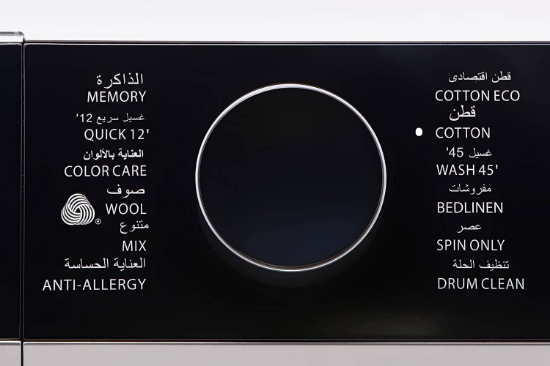 الذاكرة
MEMORY
غسيل سريع 12'
QUICK 12'
العناية بالألوان
COLOR CARE
صوف
WOOL
®
متنوع
MIX
العناية الحساسة
ANTI-ALLERGY
قطن اقتصادى
COTTON ECO
قطن
COTTON
غسيل 45'
WASH 45'
مفروشات
BEDLINEN
عصر
SPIN ONLY
تنظيف الحلة
DRUM CLEAN